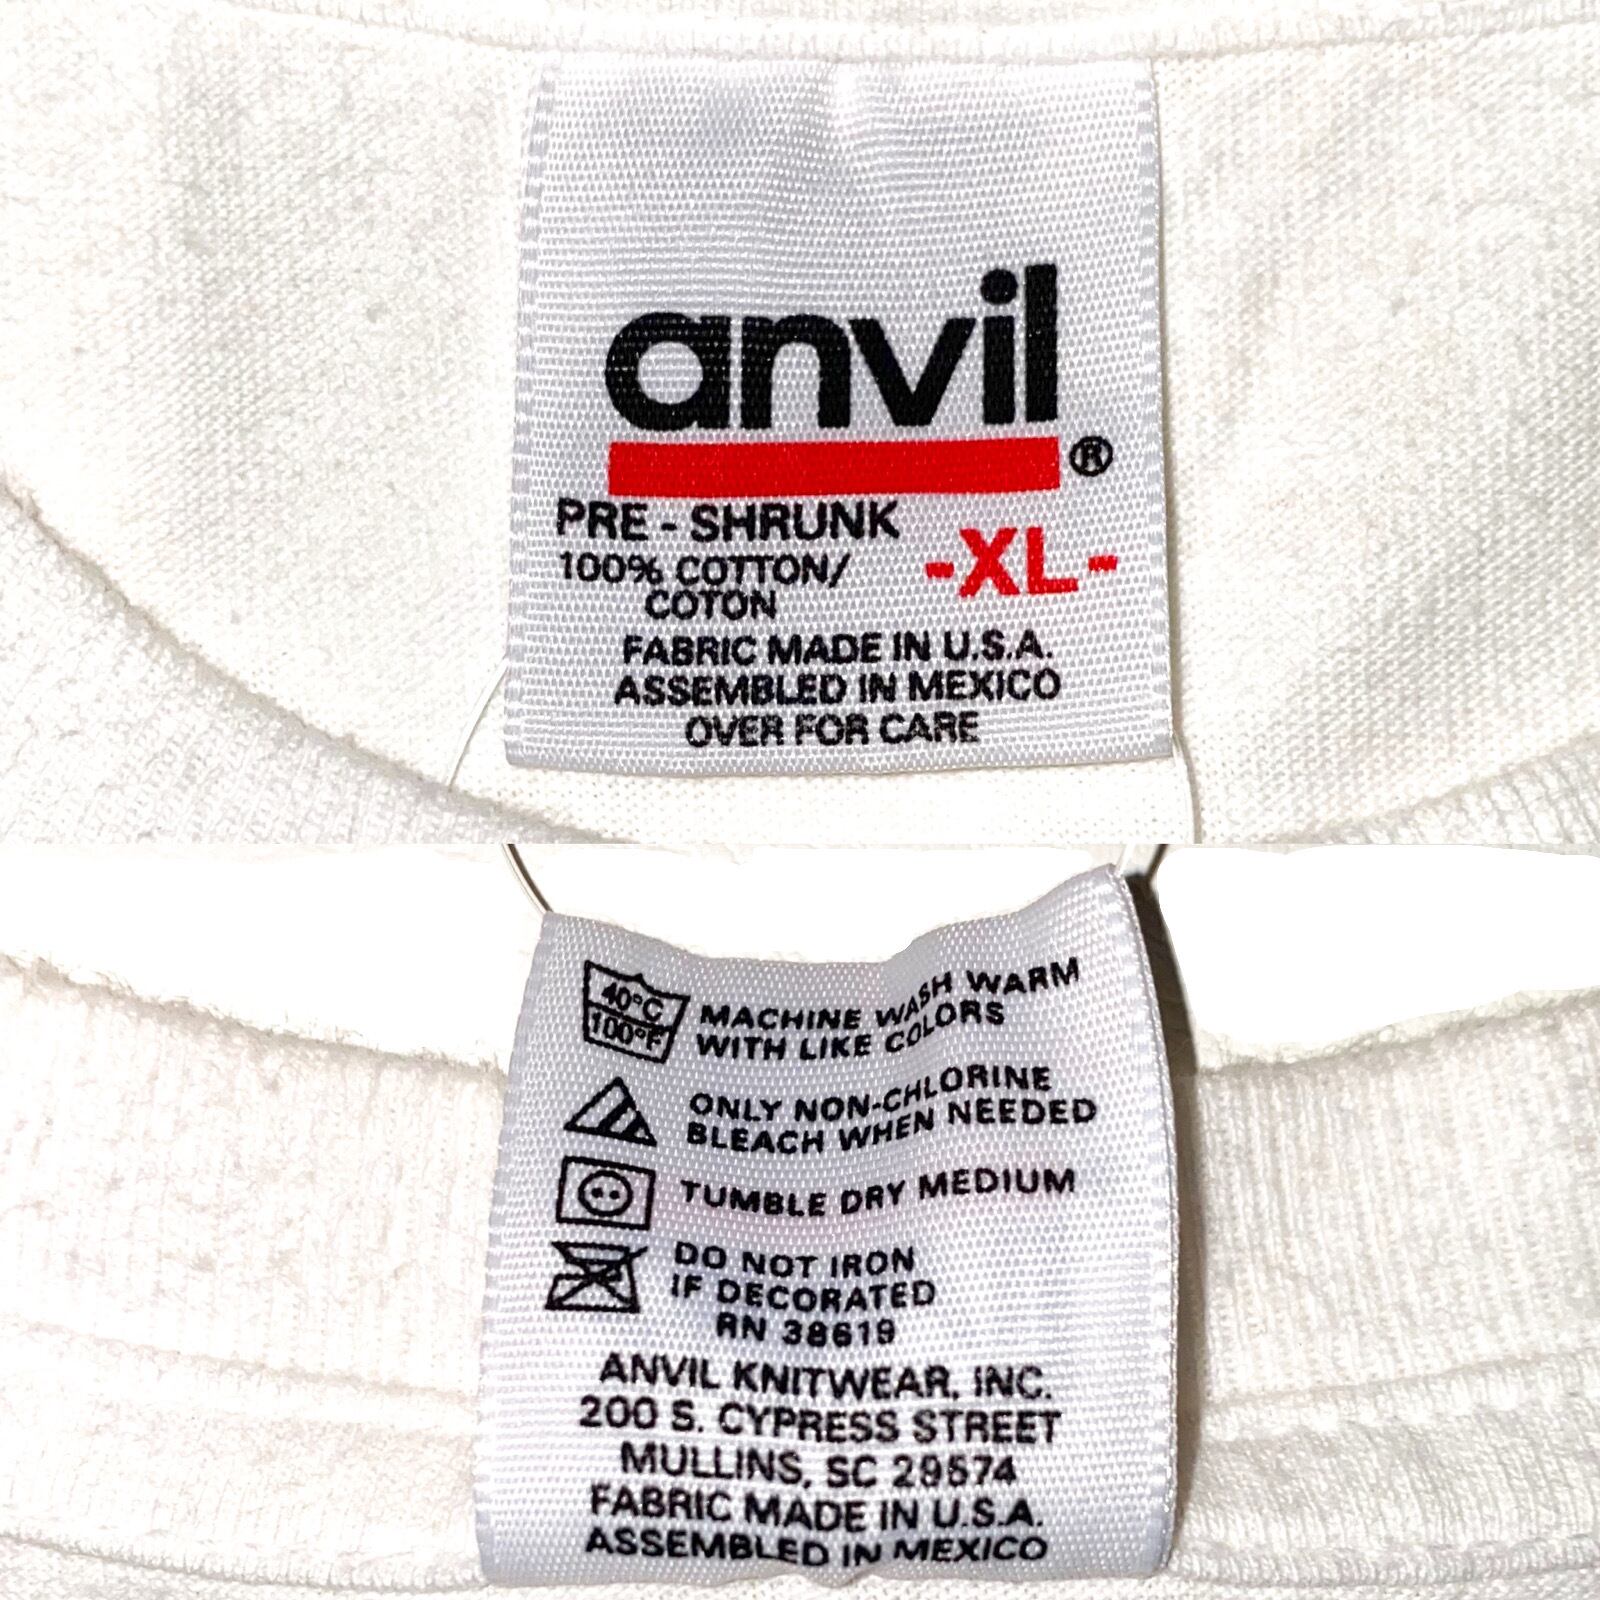 anvil
®
PRE - SHRUNK
-XL-
100% COTTON/
COTON
FABRIC MADE IN U.S.A.
ASSEMBLED IN MEXICO
OVER FOR CARE
40°C
100°F
MACHINE WASH WARM
WITH LIKE COLORS
ONLY NON-CHLORINE
BLEACH WHEN NEEDED
TUMBLE DRY MEDIUM
DO NOT IRON
IF DECORATED
RN 38619
ANVIL KNITWEAR, INC.
200 S. CYPRESS STREET
MULLINS, SC 29574
FABRIC MADE IN U.S.A.
ASSEMBLED IN MEXICO